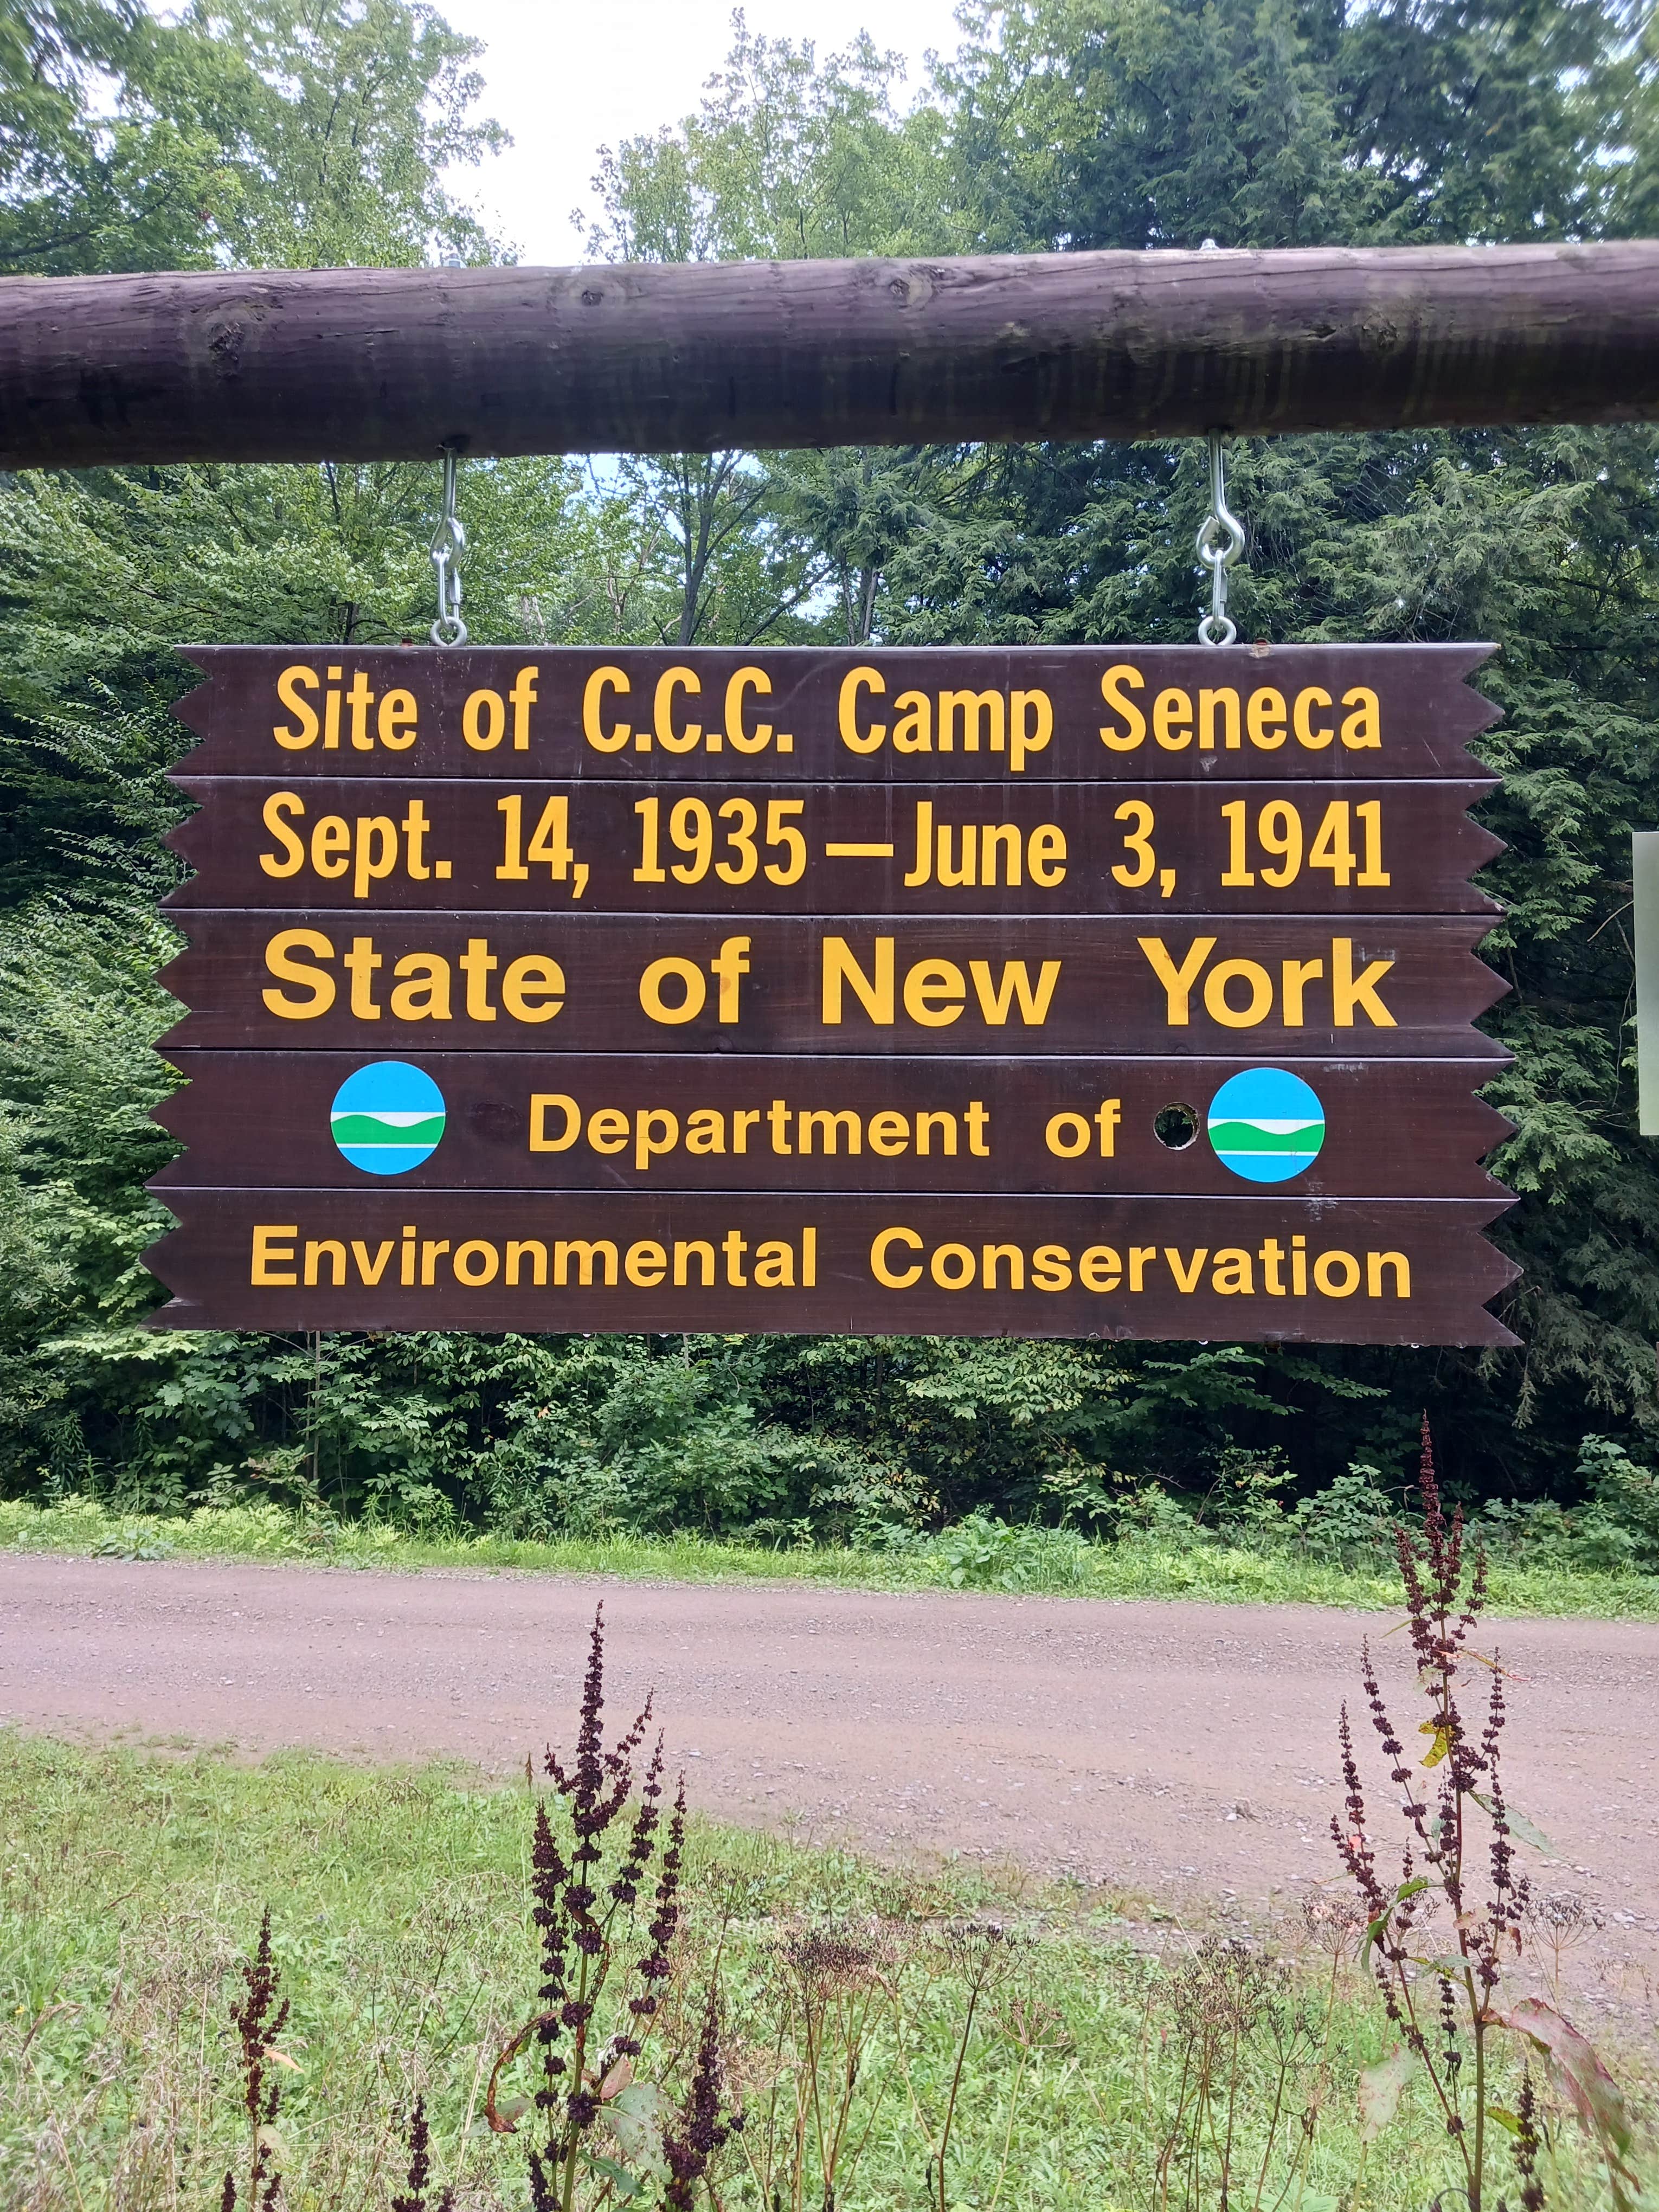 Site of C.C.C. Camp Seneca
Sept. 14, 1935 – June 3, 1941
State of New York
Department of
Environmental Conservation